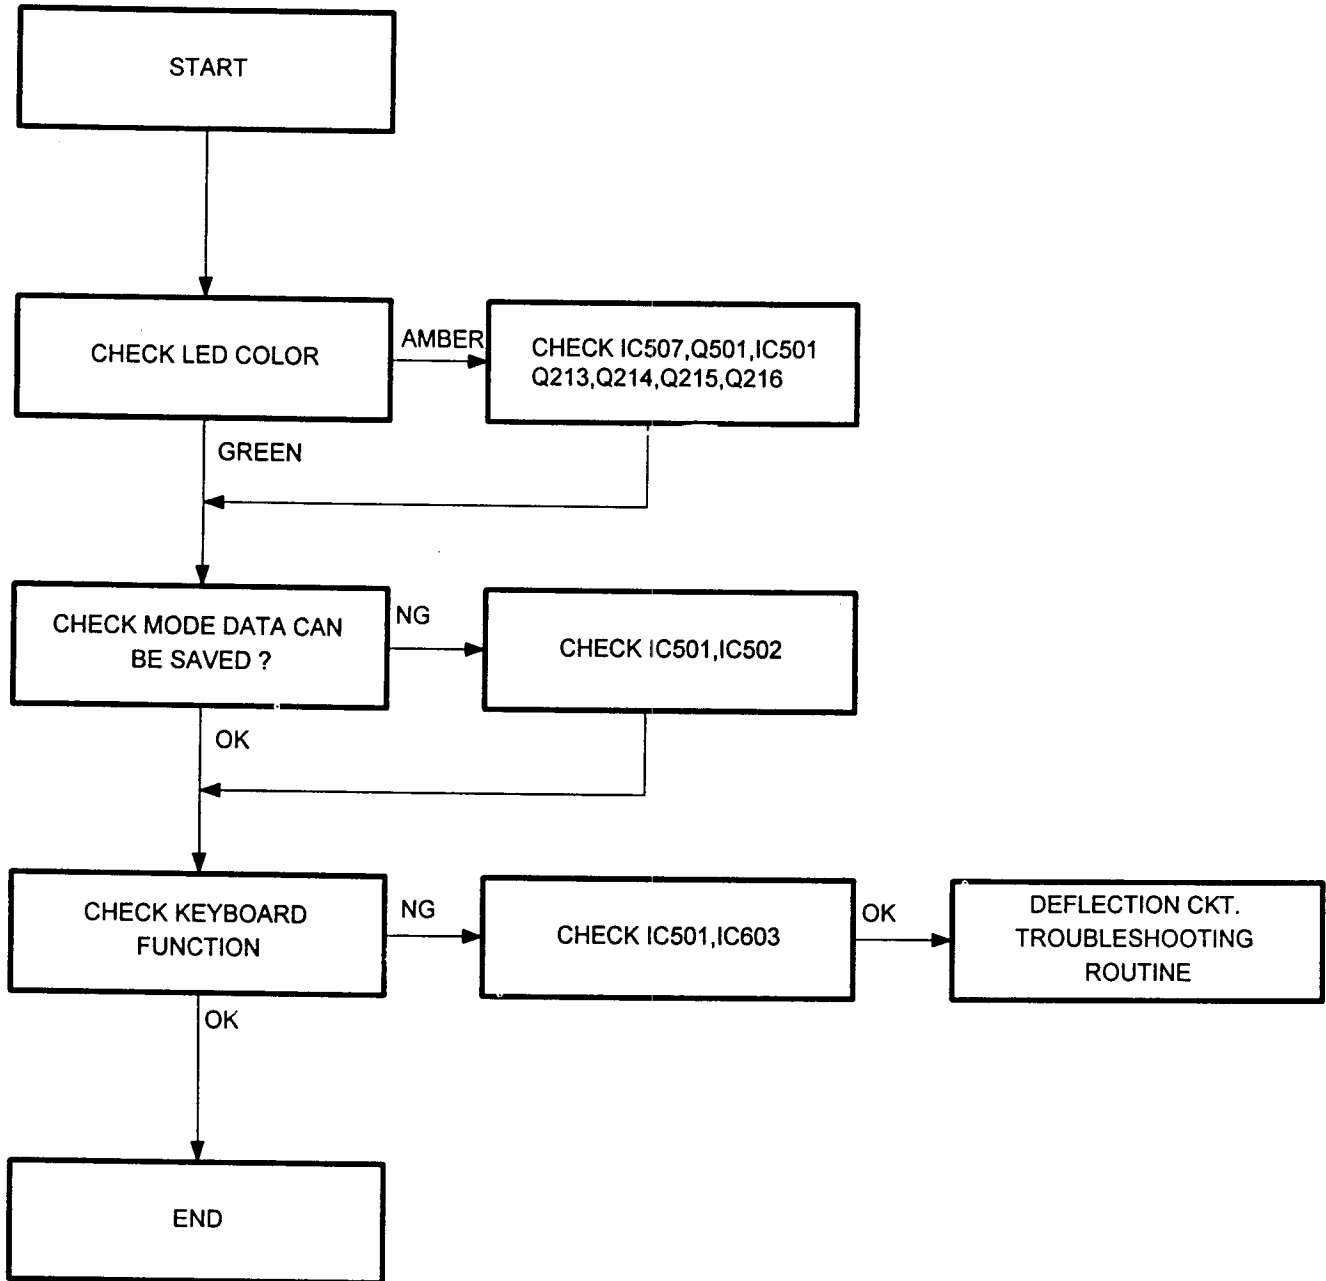 START
CHECK LED COLOR
AMBER
CHECK IC507,Q501,IC501
Q213,Q214,Q215,Q216
GREEN
CHECK MODE DATA CAN
BE SAVED ?
NG
CHECK IC501,IC502
OK
CHECK KEYBOARD
FUNCTION
NG
CHECK IC501,IC603
OK
DEFLECTION CKT.
TROUBLESHOOTING
ROUTINE
OK
END